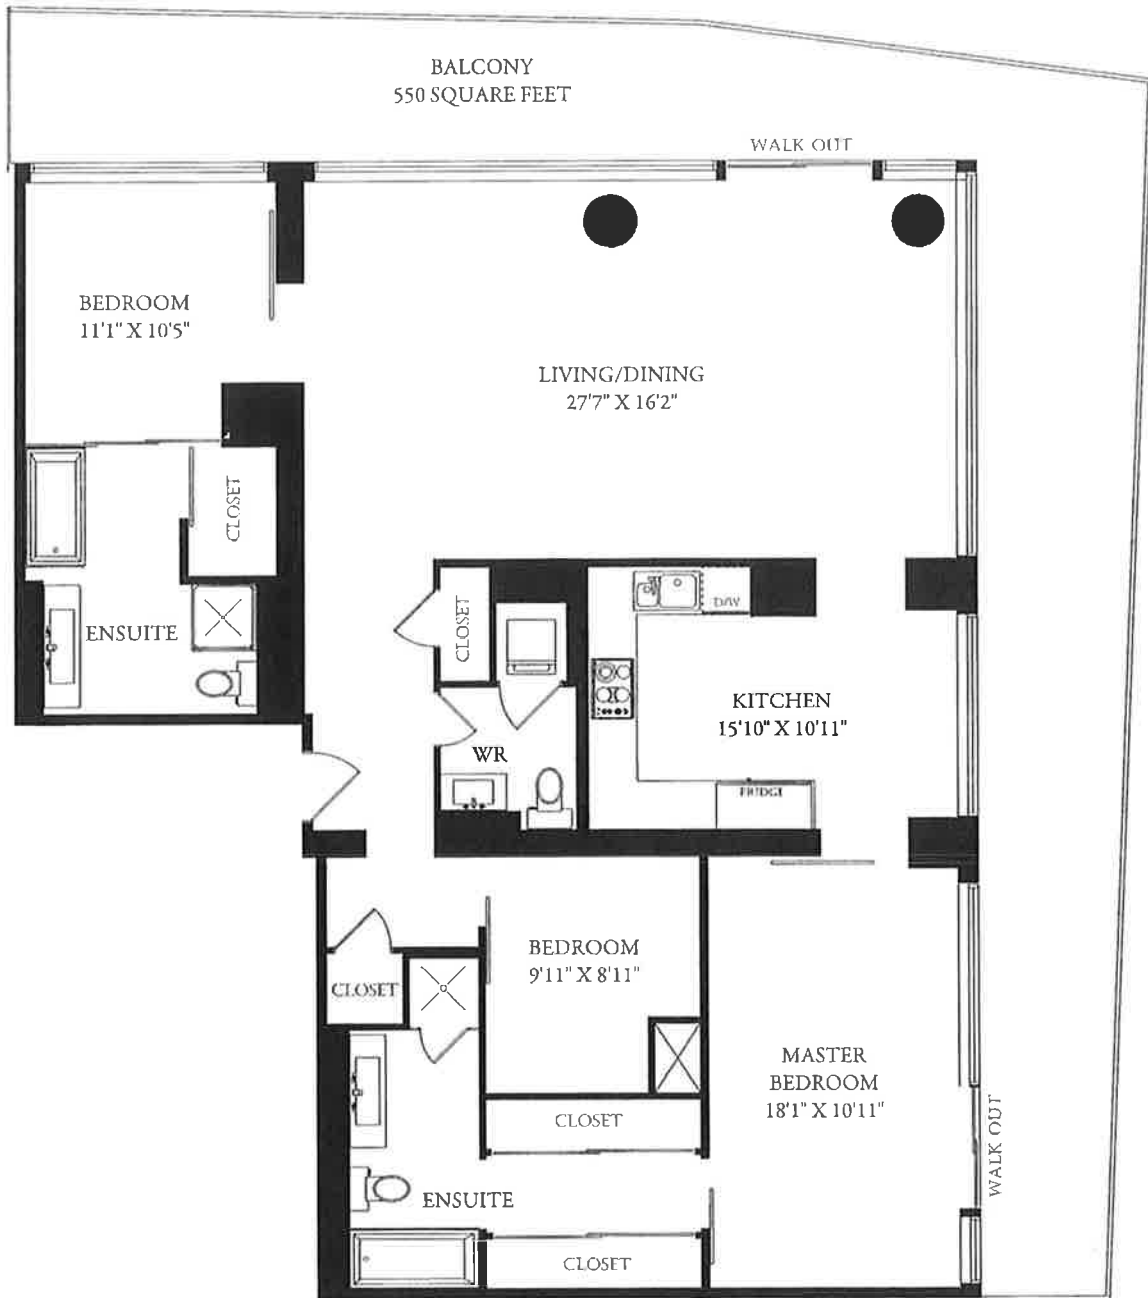 BALCONY
550 SQUARE FEET
WALK OUT
BEDROOM
11'1" X 10'5"
LIVING/DINING
27'7" X 16'2"
CLOSET
CLOSET
D/W
ENSUITE
KITCHEN
15'10" X 10'11"
WR
FRIDGE
BEDROOM
9'11" X 8'11"
CLOSET
MASTER
BEDROOM
18'1" X 10'11"
CLOSET
WALK OUT
ENSUITE
CLOSET